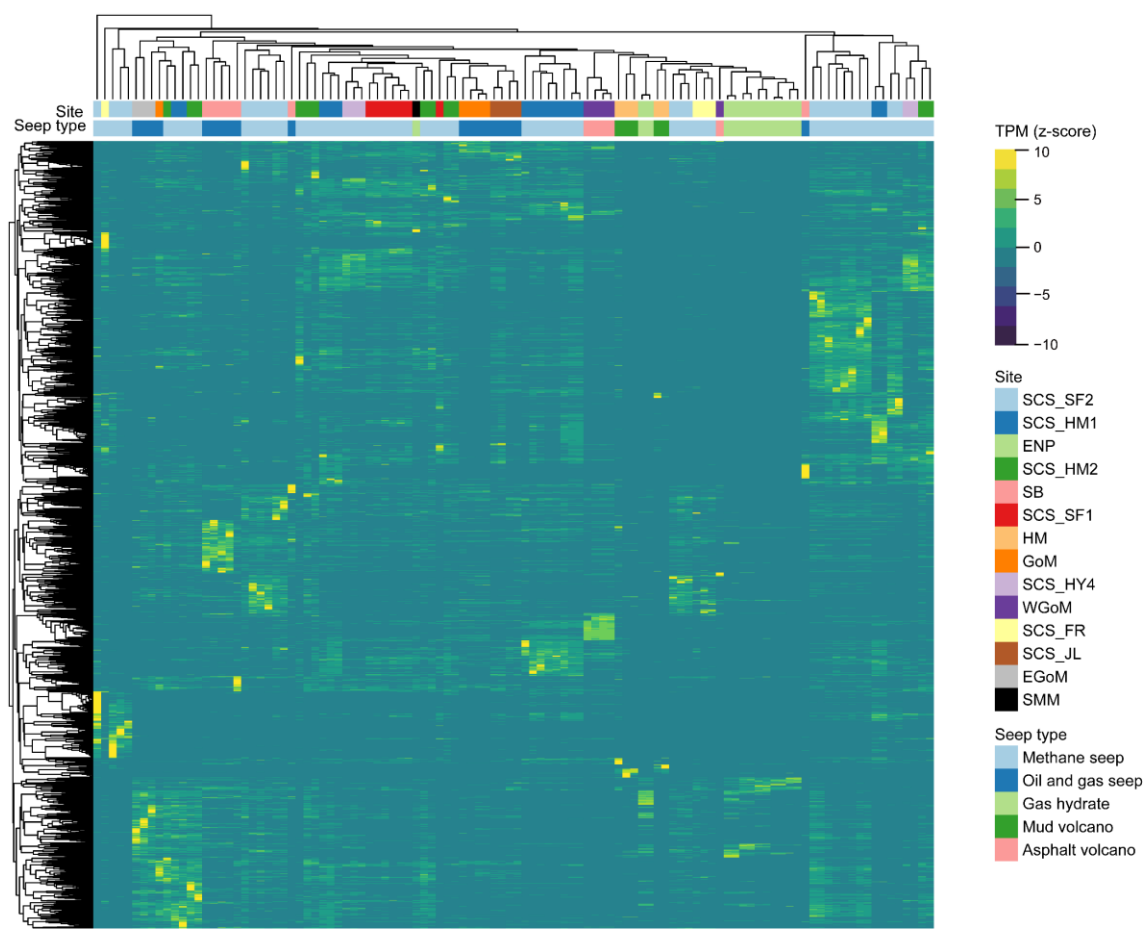 Site
Seep type
TPM (z-score)
10
5
0
−5
−10
Site
SCS_SF2
SCS_HM1
ENP
SCS_HM2
SB
SCS_SF1
HM
GoM
SCS_HY4
WGoM
SCS_FR
SCS_JL
EGoM
SMM
Seep type
Methane seep
Oil and gas seep
Gas hydrate
Mud volcano
Asphalt volcano